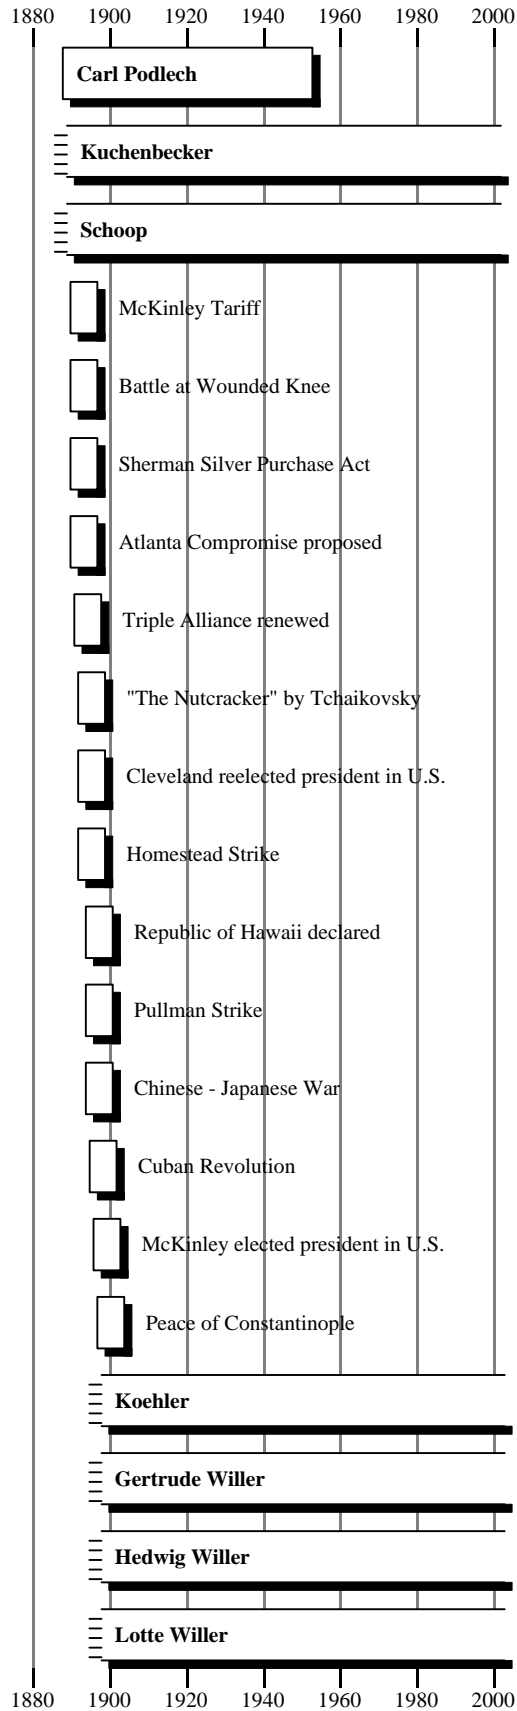 1880 1900 1920 1940 1960 1980 2000
Carl Podlech
Kuchenbecker
Schoop
McKinley Tariff
Battle at Wounded Knee
Sherman Silver Purchase Act
Atlanta Compromise proposed
Triple Alliance renewed
"The Nutcracker" by Tchaikovsky
Cleveland reelected president in U.S.
Homestead Strike
Republic of Hawaii declared
Pullman Strike
Chinese - Japanese War
Cuban Revolution
McKinley elected president in U.S.
Peace of Constantinople
Koehler
Gertrude Willer
Hedwig Willer
Lotte Willer
1880 1900 1920 1940 1960 1980 2000